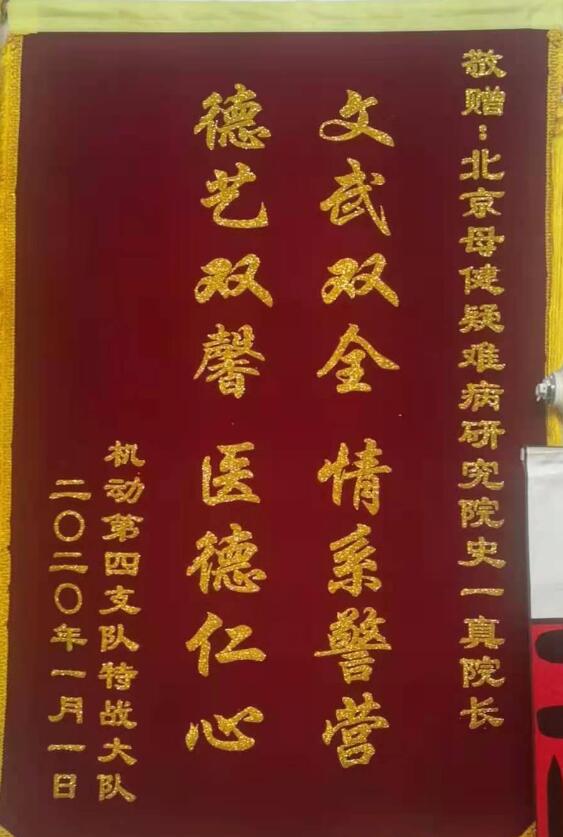 敬赠：北京母健疑难病研究院史一真院长
文武双全 情系警营
德艺双馨 医德仁心
机动第四支队特战大队
二〇二〇年一月一日